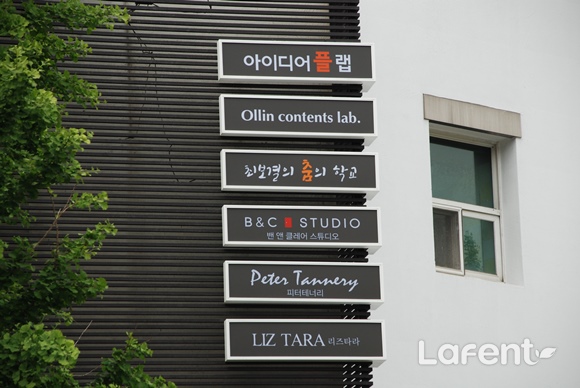 아이디어플랩
Ollin contents lab.
최보결의 춤의 학교
B&C STUDIO
밴 앤 클레어 스튜디오
Peter Tannery
피터테너리
LIZ TARA 리즈타라
Lafent